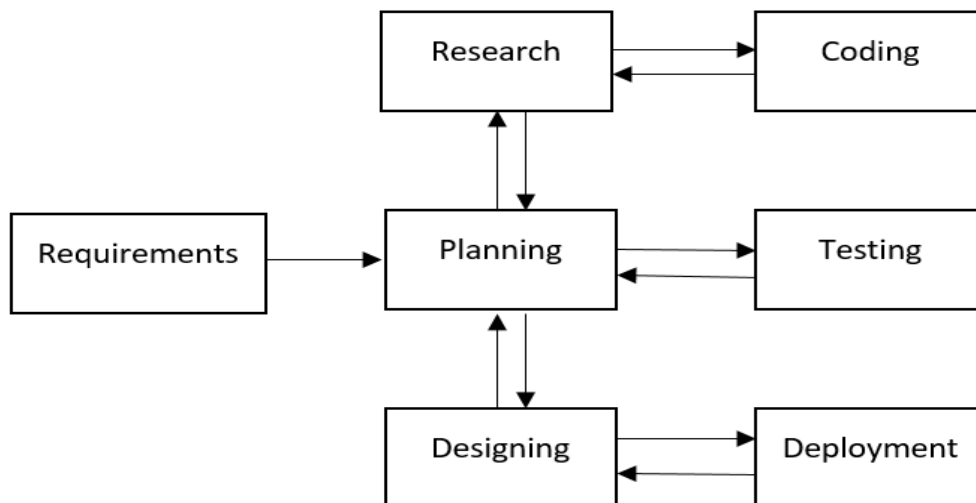 Research
Coding
Requirements
Planning
Testing
Designing
Deployment